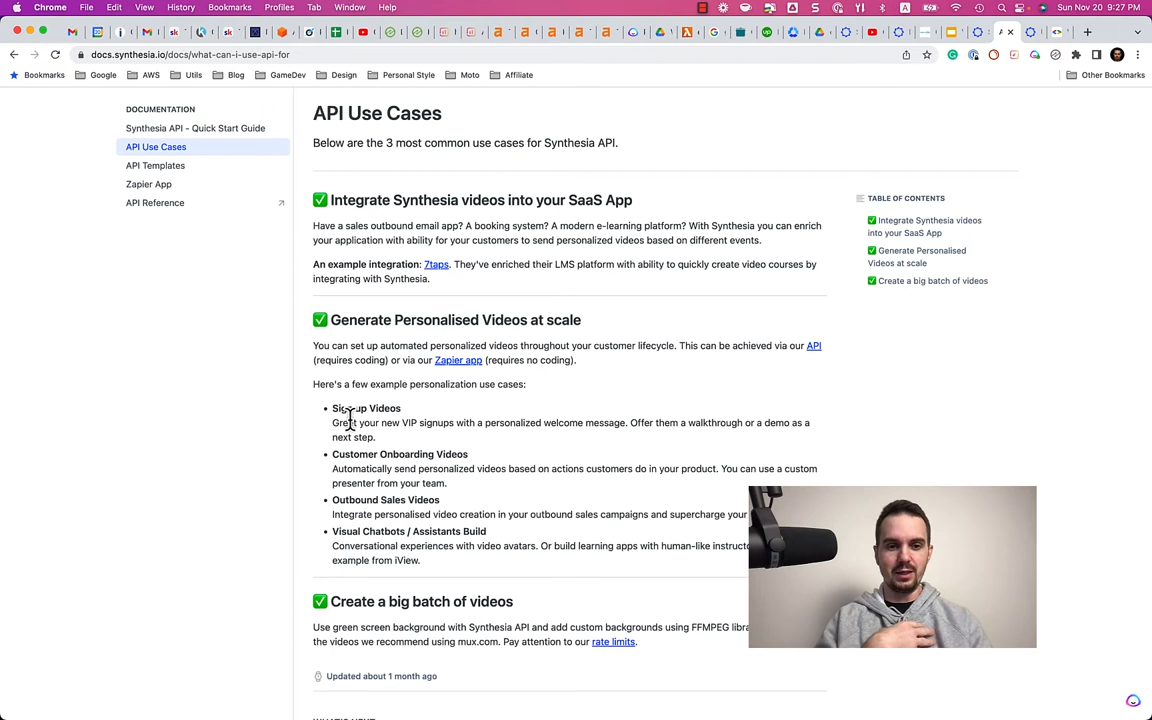 Chrome File Edit View History Bookmarks Profiles Tab Window Help Sun Nov 20 9:27 PM
docs.synthesia.io/docs/what-can-i-use-api-for
Bookmarks Google AWS Utils Blog GameDev Design Personal Style Moto Affiliate Other Bookmarks
DOCUMENTATION
Synthesia API - Quick Start Guide
API Use Cases
API Templates
Zapier App
API Reference
API Use Cases
Below are the 3 most common use cases for Synthesia API.
✅ Integrate Synthesia videos into your SaaS App
Have a sales outbound email app? A booking system? A modern e-learning platform? With Synthesia you can enrich
your application with ability for your customers to send personalized videos based on different events.
An example integration: 7taps. They've enriched their LMS platform with ability to quickly create video courses by
integrating with Synthesia.
✅ Generate Personalised Videos at scale
You can set up automated personalized videos throughout your customer lifecycle. This can be achieved via our API
(requires coding) or via our Zapier app (requires no coding).
Here's a few example personalization use cases:
• Signup Videos
Greet your new VIP signups with a personalized welcome message. Offer them a walkthrough or a demo as a
next step.
• Customer Onboarding Videos
Automatically send personalized videos based on actions customers do in your product. You can use a custom
presenter from your team.
• Outbound Sales Videos
Integrate personalised video creation in your outbound sales campaigns and supercharge your
• Visual Chatbots / Assistants Build
Conversational experiences with video avatars. Or build learning apps with human-like
example from iView.
✅ Create a big batch of videos
Use green screen background with Synthesia API and add custom backgrounds using FFMPEG
the videos we recommend using mux.com. Pay attention to our rate limits.
Updated about 1 month ago
TABLE OF CONTENTS
✅ Integrate Synthesia videos
into your SaaS App
✅ Generate Personalised
Videos at scale
✅ Create a big batch of videos